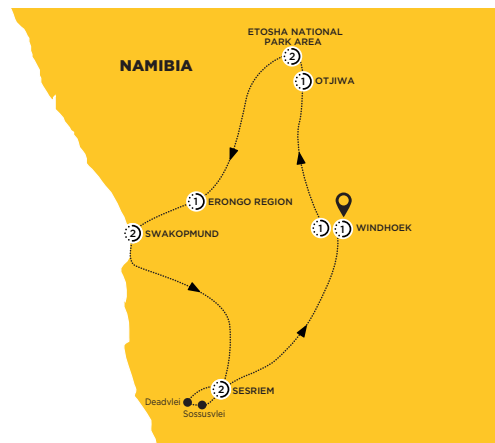 ETOSHA NATIONAL
PARK AREA
2
NAMIBIA
1
OTJIWA
1
ERONGO REGION
2
SWAKOPMUND
1
1
WINDHOEK
2
SESRIEM
Deadvlei
Sossusvlei